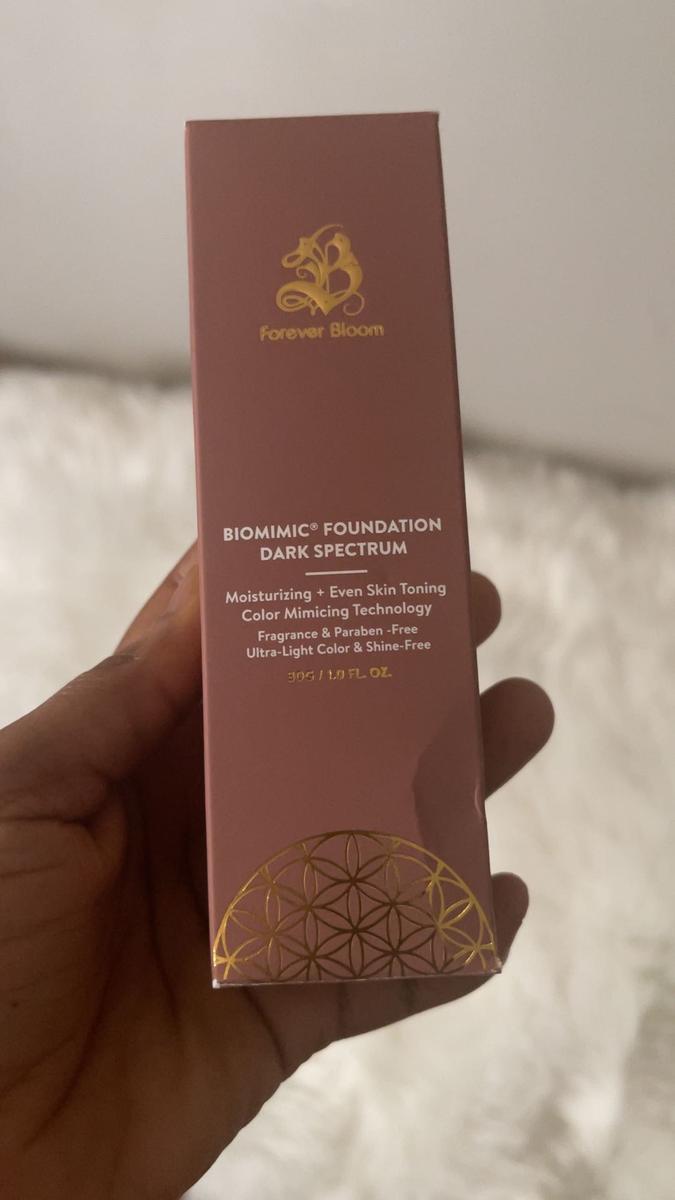 B
Forever Bloom
BIOMIMIC® FOUNDATION
DARK SPECTRUM
Moisturizing + Even Skin Toning
Color Mimicing Technology
Fragrance & Paraben -Free
Ultra-Light Color & Shine-Free
30G / 1.0 FL. OZ.